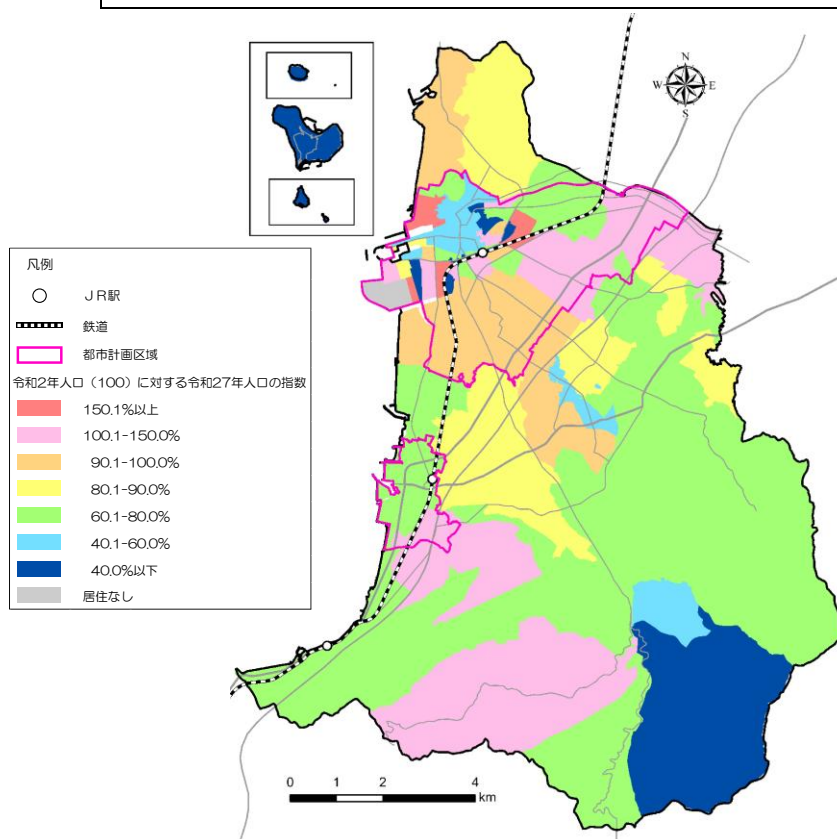 N
W
E
S
凡例
JR駅
鉄道
都市計画区域
令和2年人口（100）に対する令和27年人口の指数
150.1%以上
100.1-150.0%
90.1-100.0%
80.1-90.0%
60.1-80.0%
40.1-60.0%
40.0%以下
居住なし
0 1 2 4
km